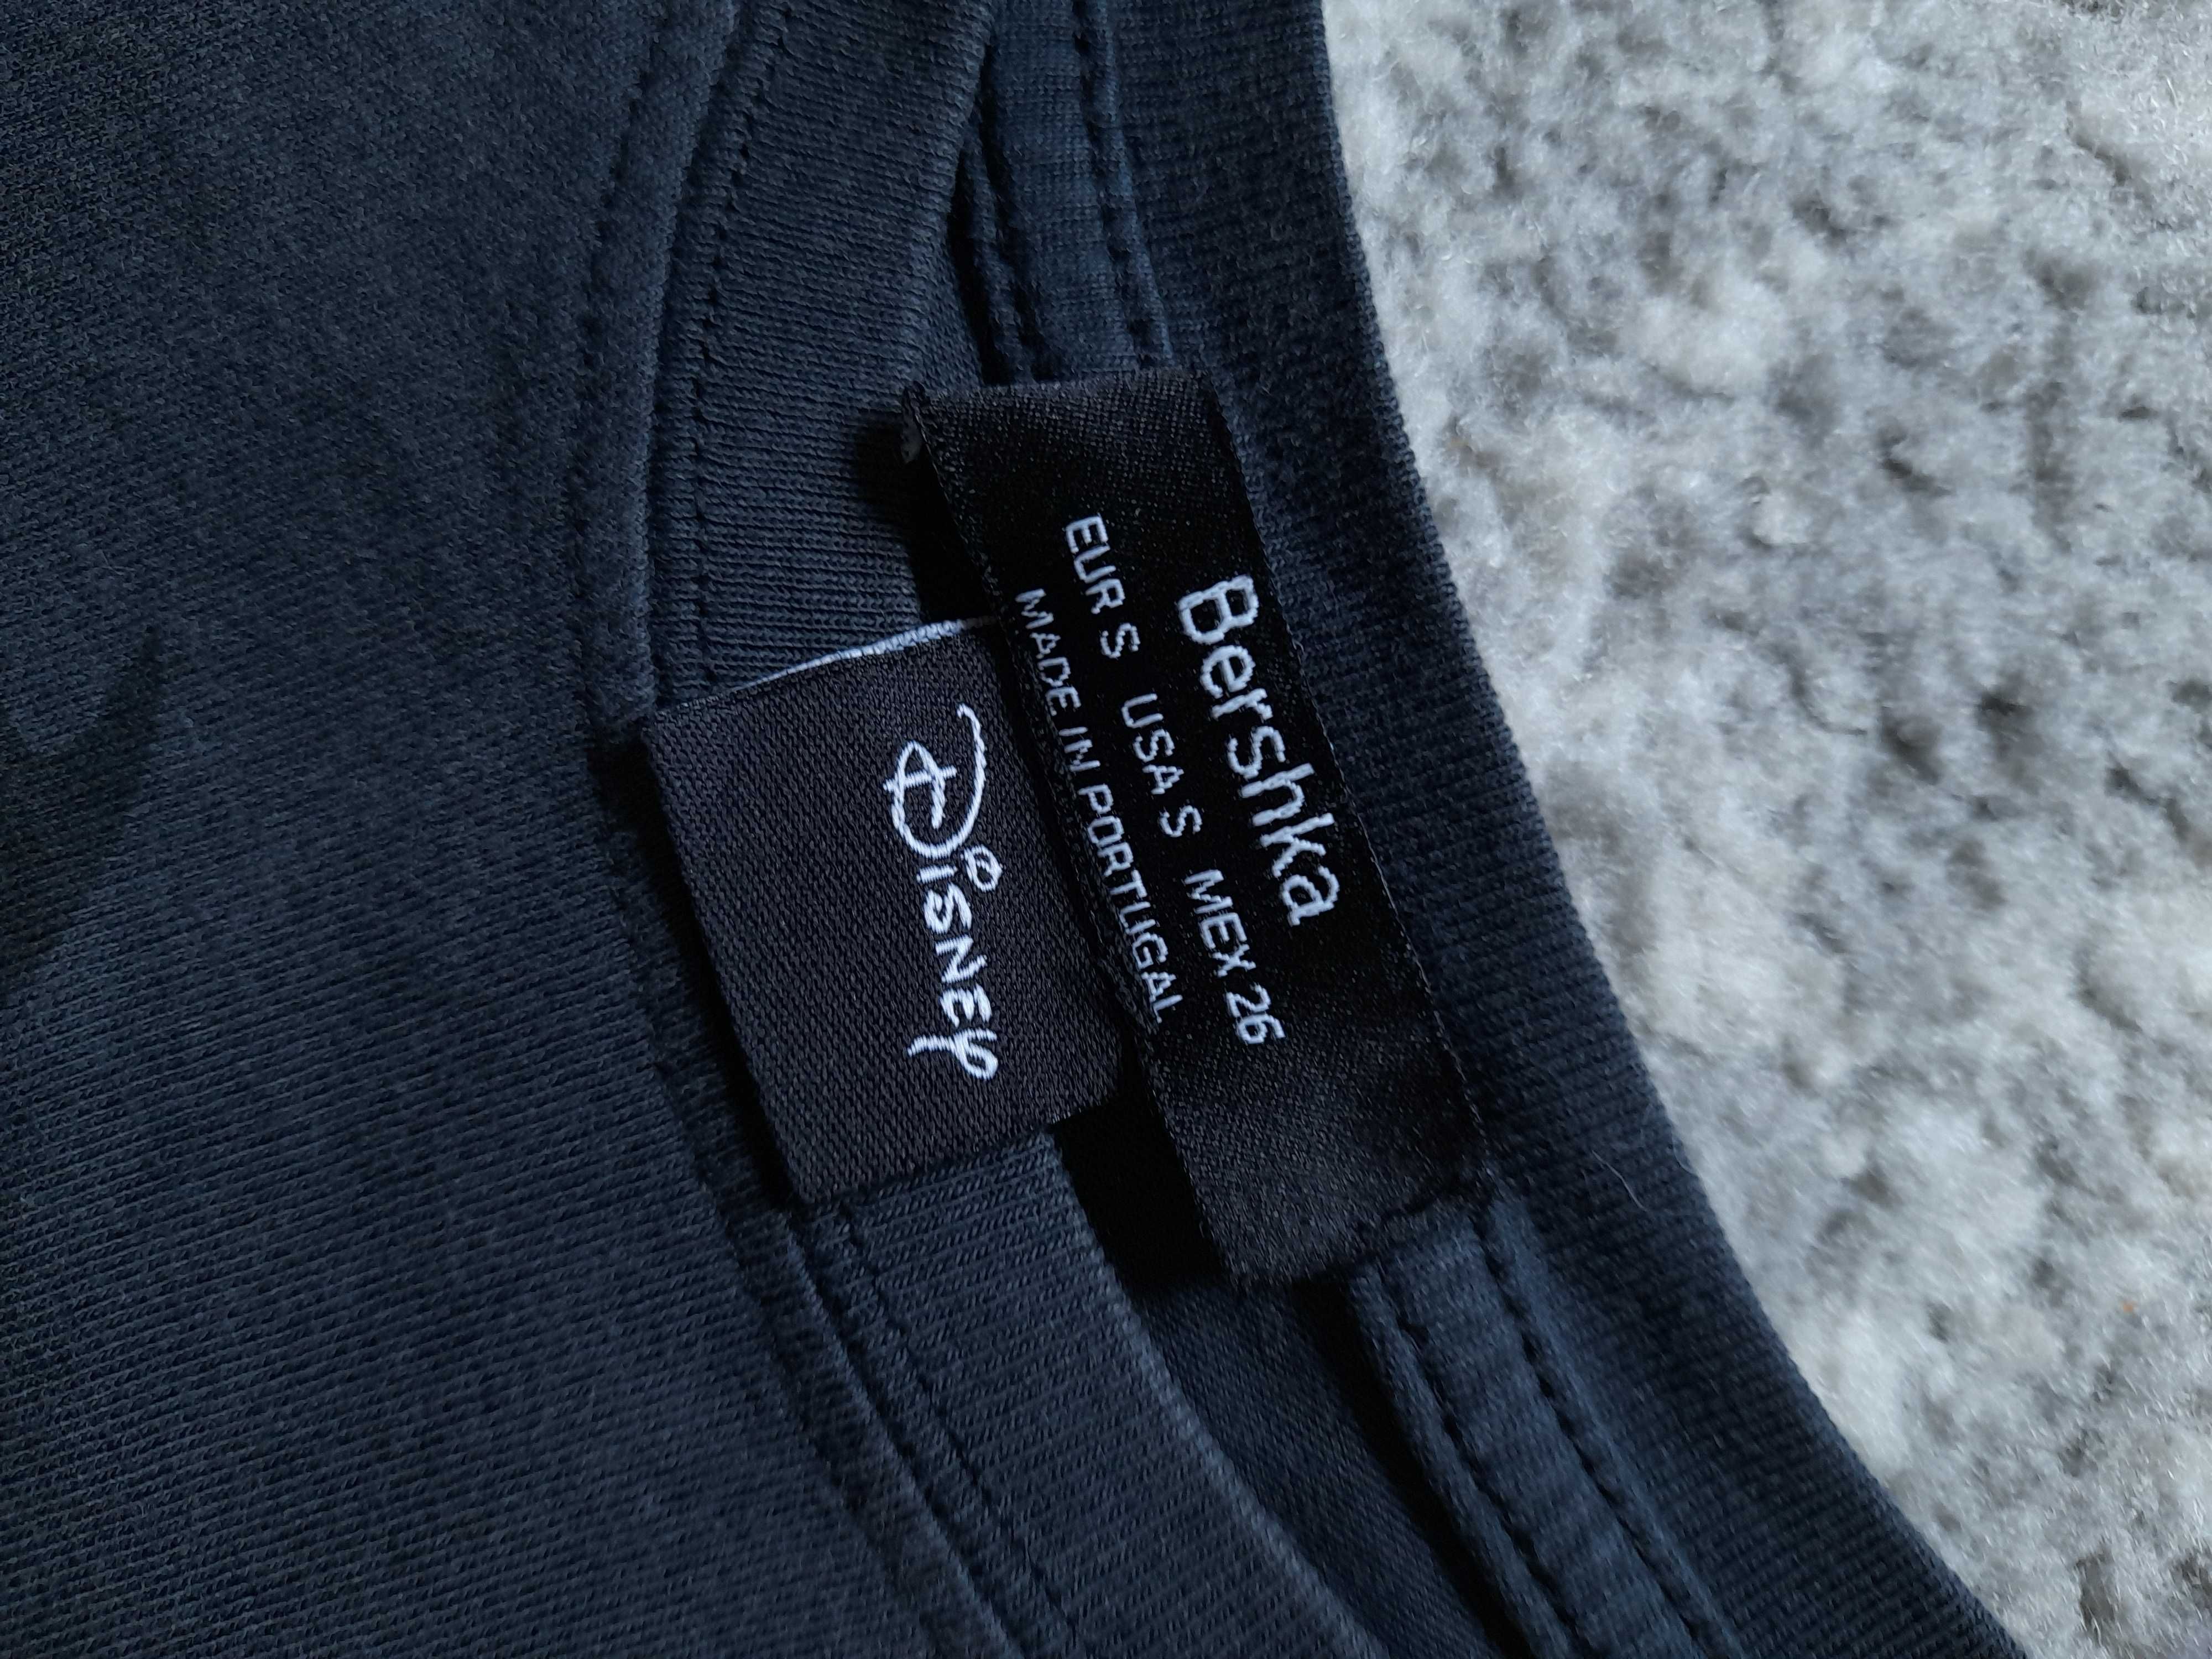 Bershka
EUR S USA S MEX 26
MADE IN PORTUGAL
Disney